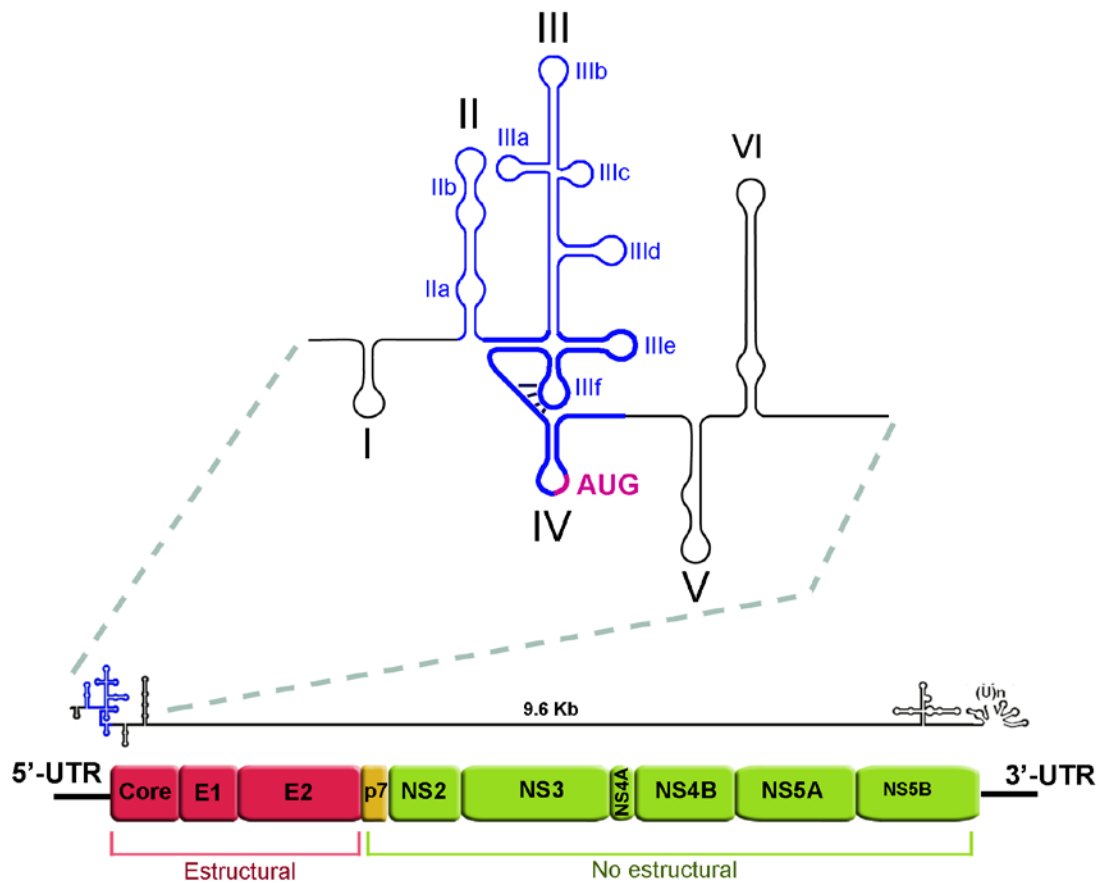 III
IIIb
II
IIIa
VI
IIb
IIIc
IIId
IIa
IIIe
IIIf
I
AUG
IV
V
(U)n
9.6 Kb
5'-UTR
3'-UTR
Core E1 E2 p7 NS2 NS3 NS4A NS4B NS5A NS5B
Estructural
No estructural